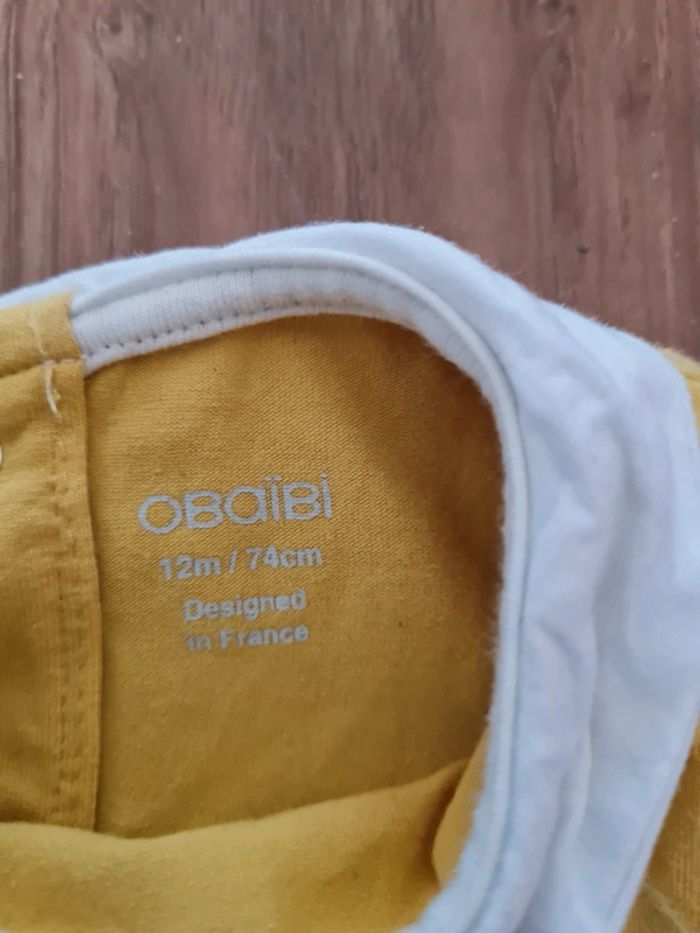 OBaïBi
12m / 74cm
Designed
in France